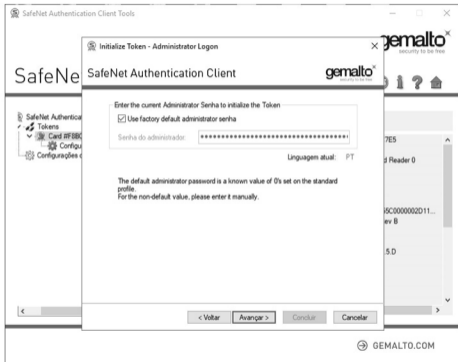 SafeNet Authentication Client Tools
gemalto
security to be free
SafeNe
SafeNet Authentica
Tokens
Configu
Configurações d
Initialize Token - Administrator Logon
SafeNet Authentication Client
gemalto
security to be free
Enter the current Administrator Senha to initialize the Token
Use factory default administrator senha
Senha do administrador:
Linguagem atual: PT
The default administrator password is a known value of 0's set on the standard
profile.
For the non-default value, please enter it manually.
< Voltar
Avançar >
Concluir
Cancelar
7E5
d Reader 0
55C0000002D11...
ev B
.5.D
GEMALTO.COM